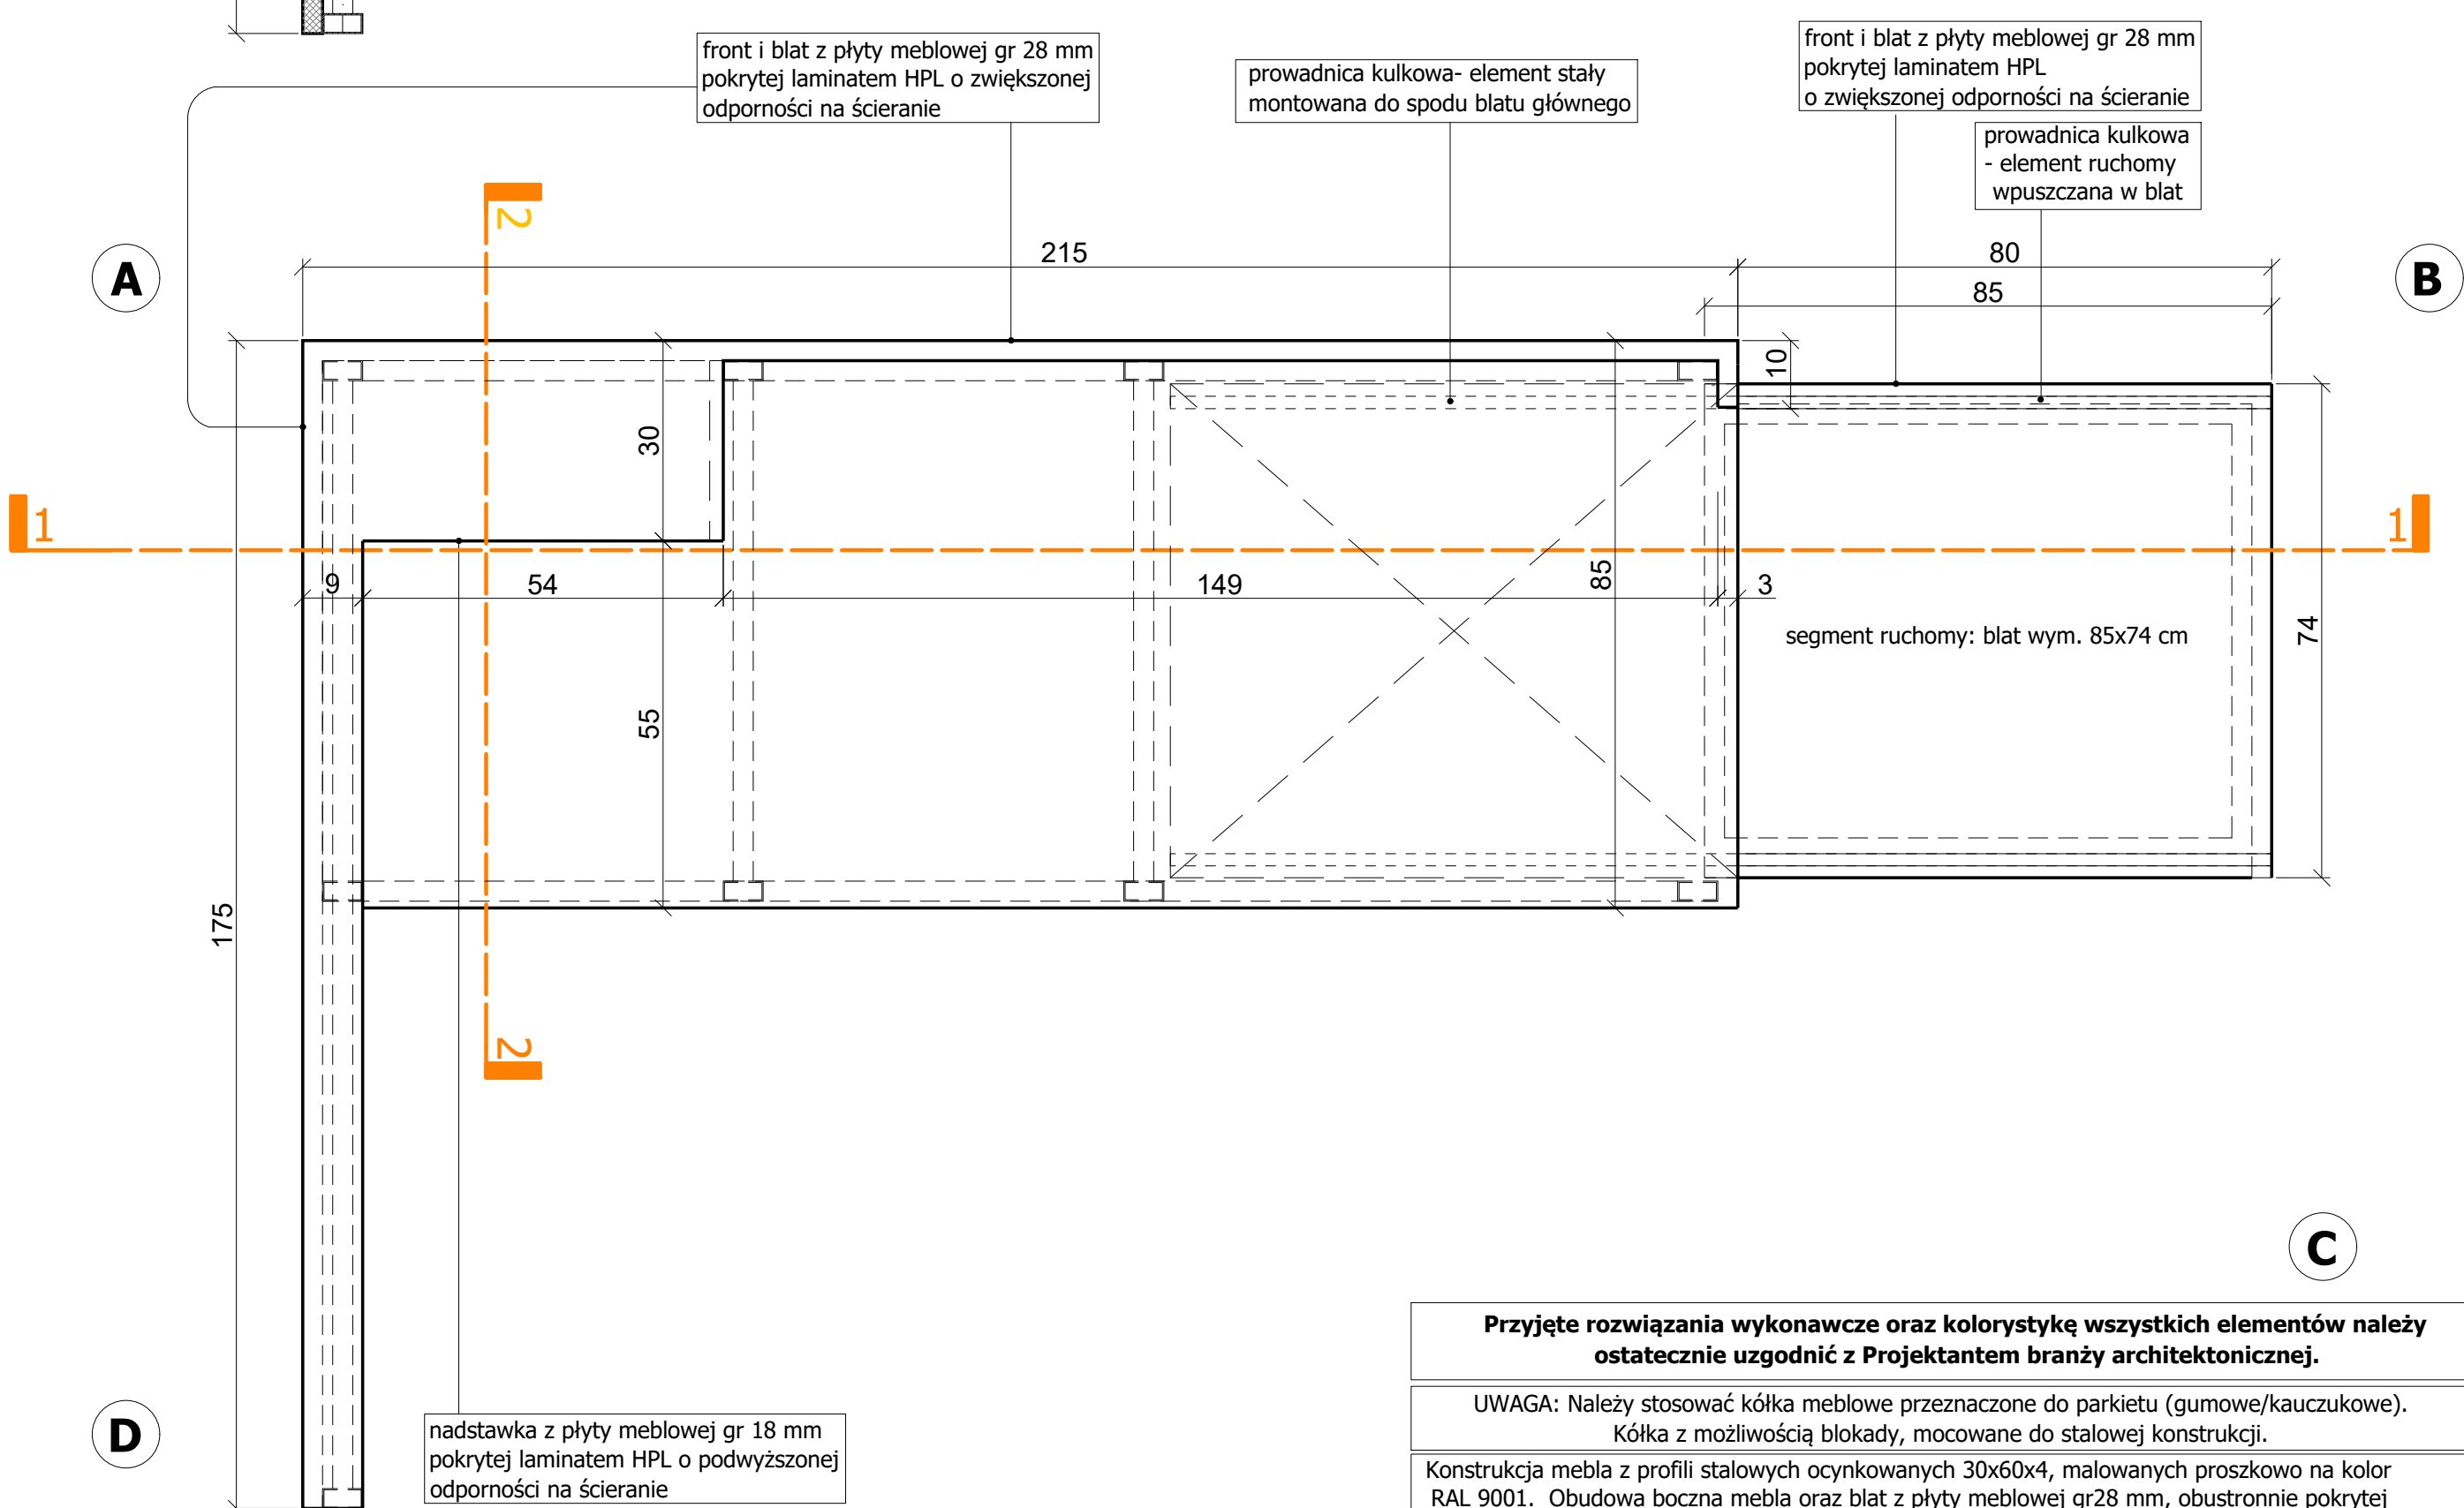 front i blat z płyty meblowej gr 28 mm
pokrytej laminatem HPL o zwiększonej
odporności na ścieranie
prowadnica kulkowa- element stały
montowana do spodu blatu głównego
front i blat z płyty meblowej gr 28 mm
pokrytej laminatem HPL
o zwiększonej odporności na ścieranie
prowadnica kulkowa
- element ruchomy
wpuszczana w blat
2
A
215
80
B
85
10
30
1
1
9
54
149
85
3
segment ruchomy: blat wym. 85x74 cm
74
55
175
2
C
Przyjęte rozwiązania wykonawcze oraz kolorystykę wszystkich elementów należy
ostatecznie uzgodnić z Projektantem branży architektonicznej.
UWAGA: Należy stosować kółka meblowe przeznaczone do parkietu (gumowe/kauczukowe).
Kółka z możliwością blokady, mocowane do stalowej konstrukcji.
D
nadstawka z płyty meblowej gr 18 mm
pokrytej laminatem HPL o podwyższonej
odporności na ścieranie
Konstrukcja mebla z profili stalowych ocynkowanych 30x60x4, malowanych proszkowo na kolor
RAL 9001. Obudowa boczna mebla oraz blat z płyty meblowej gr28 mm, obustronnie pokrytej